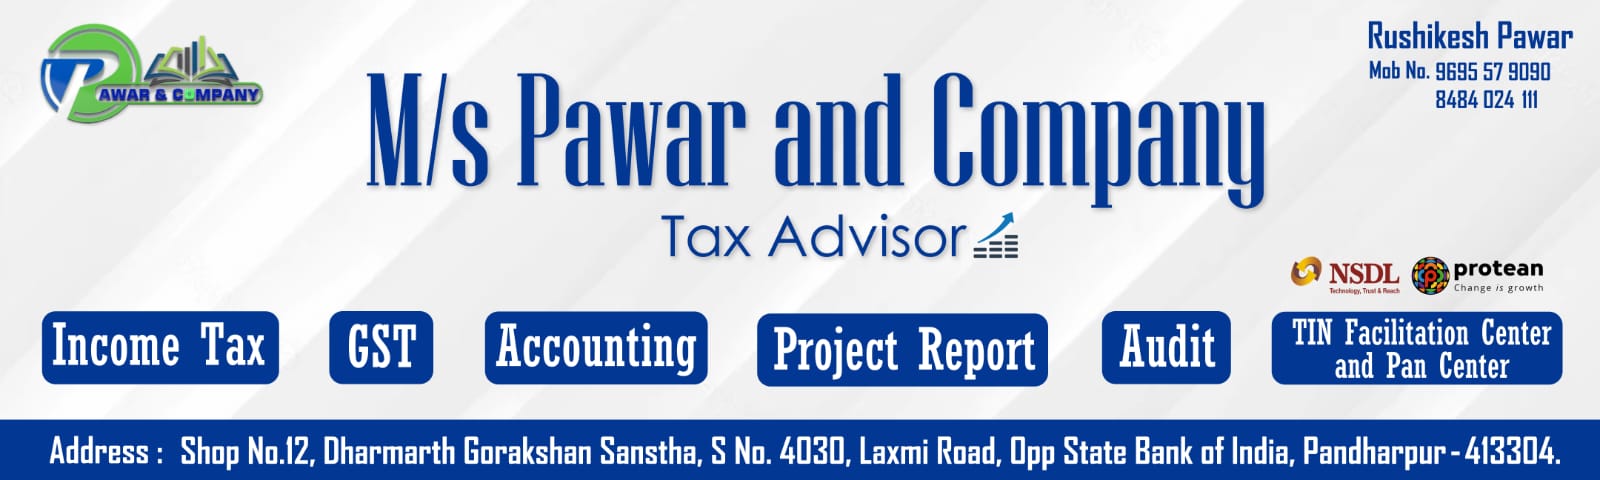 P
AWAR & COMPANY
Rushikesh Pawar
Mob No. 9695 57 9090
8484 024 111
M/s Pawar and Company
Tax Advisor
NSDL
Technology, Trust & Reach
protean
Change is growth
Income Tax
GST
Accounting
Project Report
Audit
TIN Facilitation Center
and Pan Center
Address : Shop No.12, Dharmarth Gorakshan Sanstha, S No. 4030, Laxmi Road, Opp State Bank of India, Pandharpur - 413304.